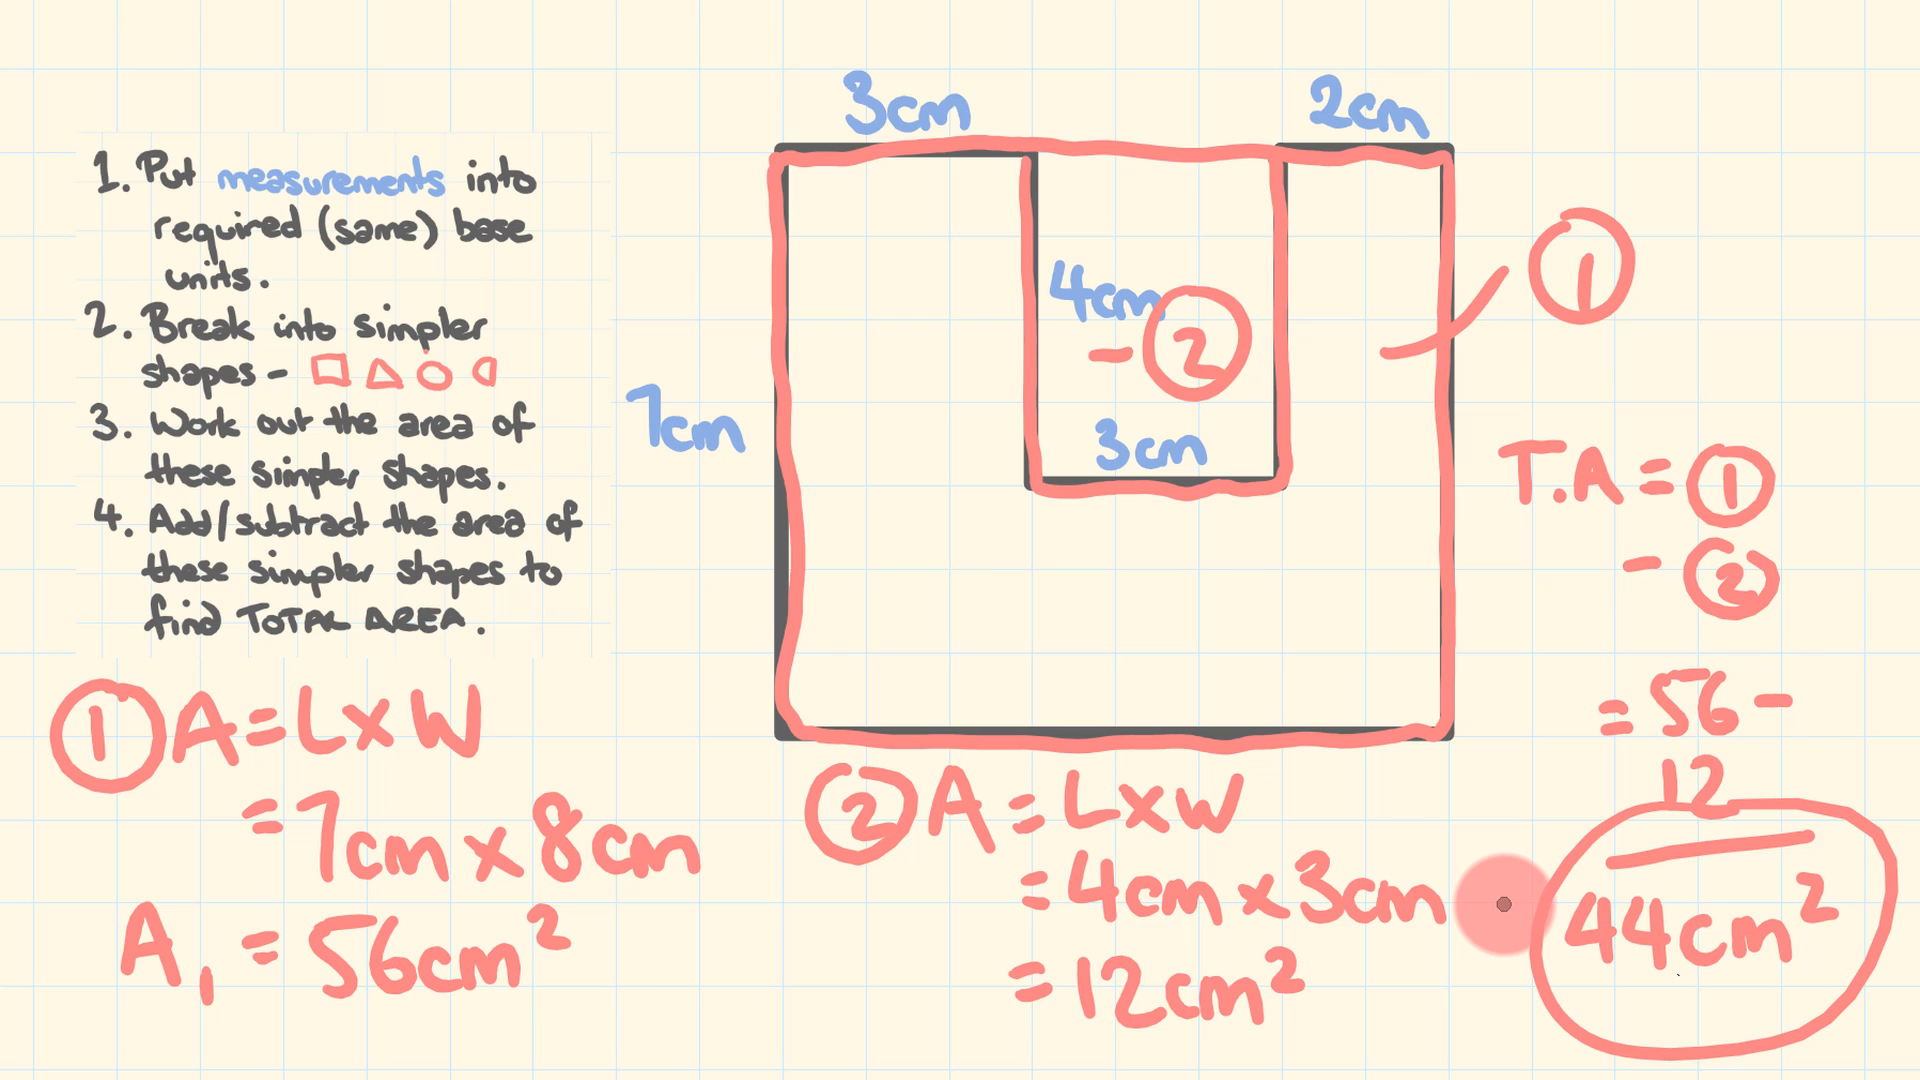 1. Put measurements into
required (same) base
units.
2. Break into simpler
shapes -
3. Work out the area of
these simpler shapes.
4. Add/subtract the area of
these simpler shapes to
find TOTAL AREA.
3cm
2cm
7cm
4cm
- 2
3cm
1
T.A = 1
- 2
= 56 -
12
44cm²
1 A = L x W
= 7cm x 8cm
A₁ = 56cm²
2 A = L x W
= 4cm x 3cm
= 12cm²